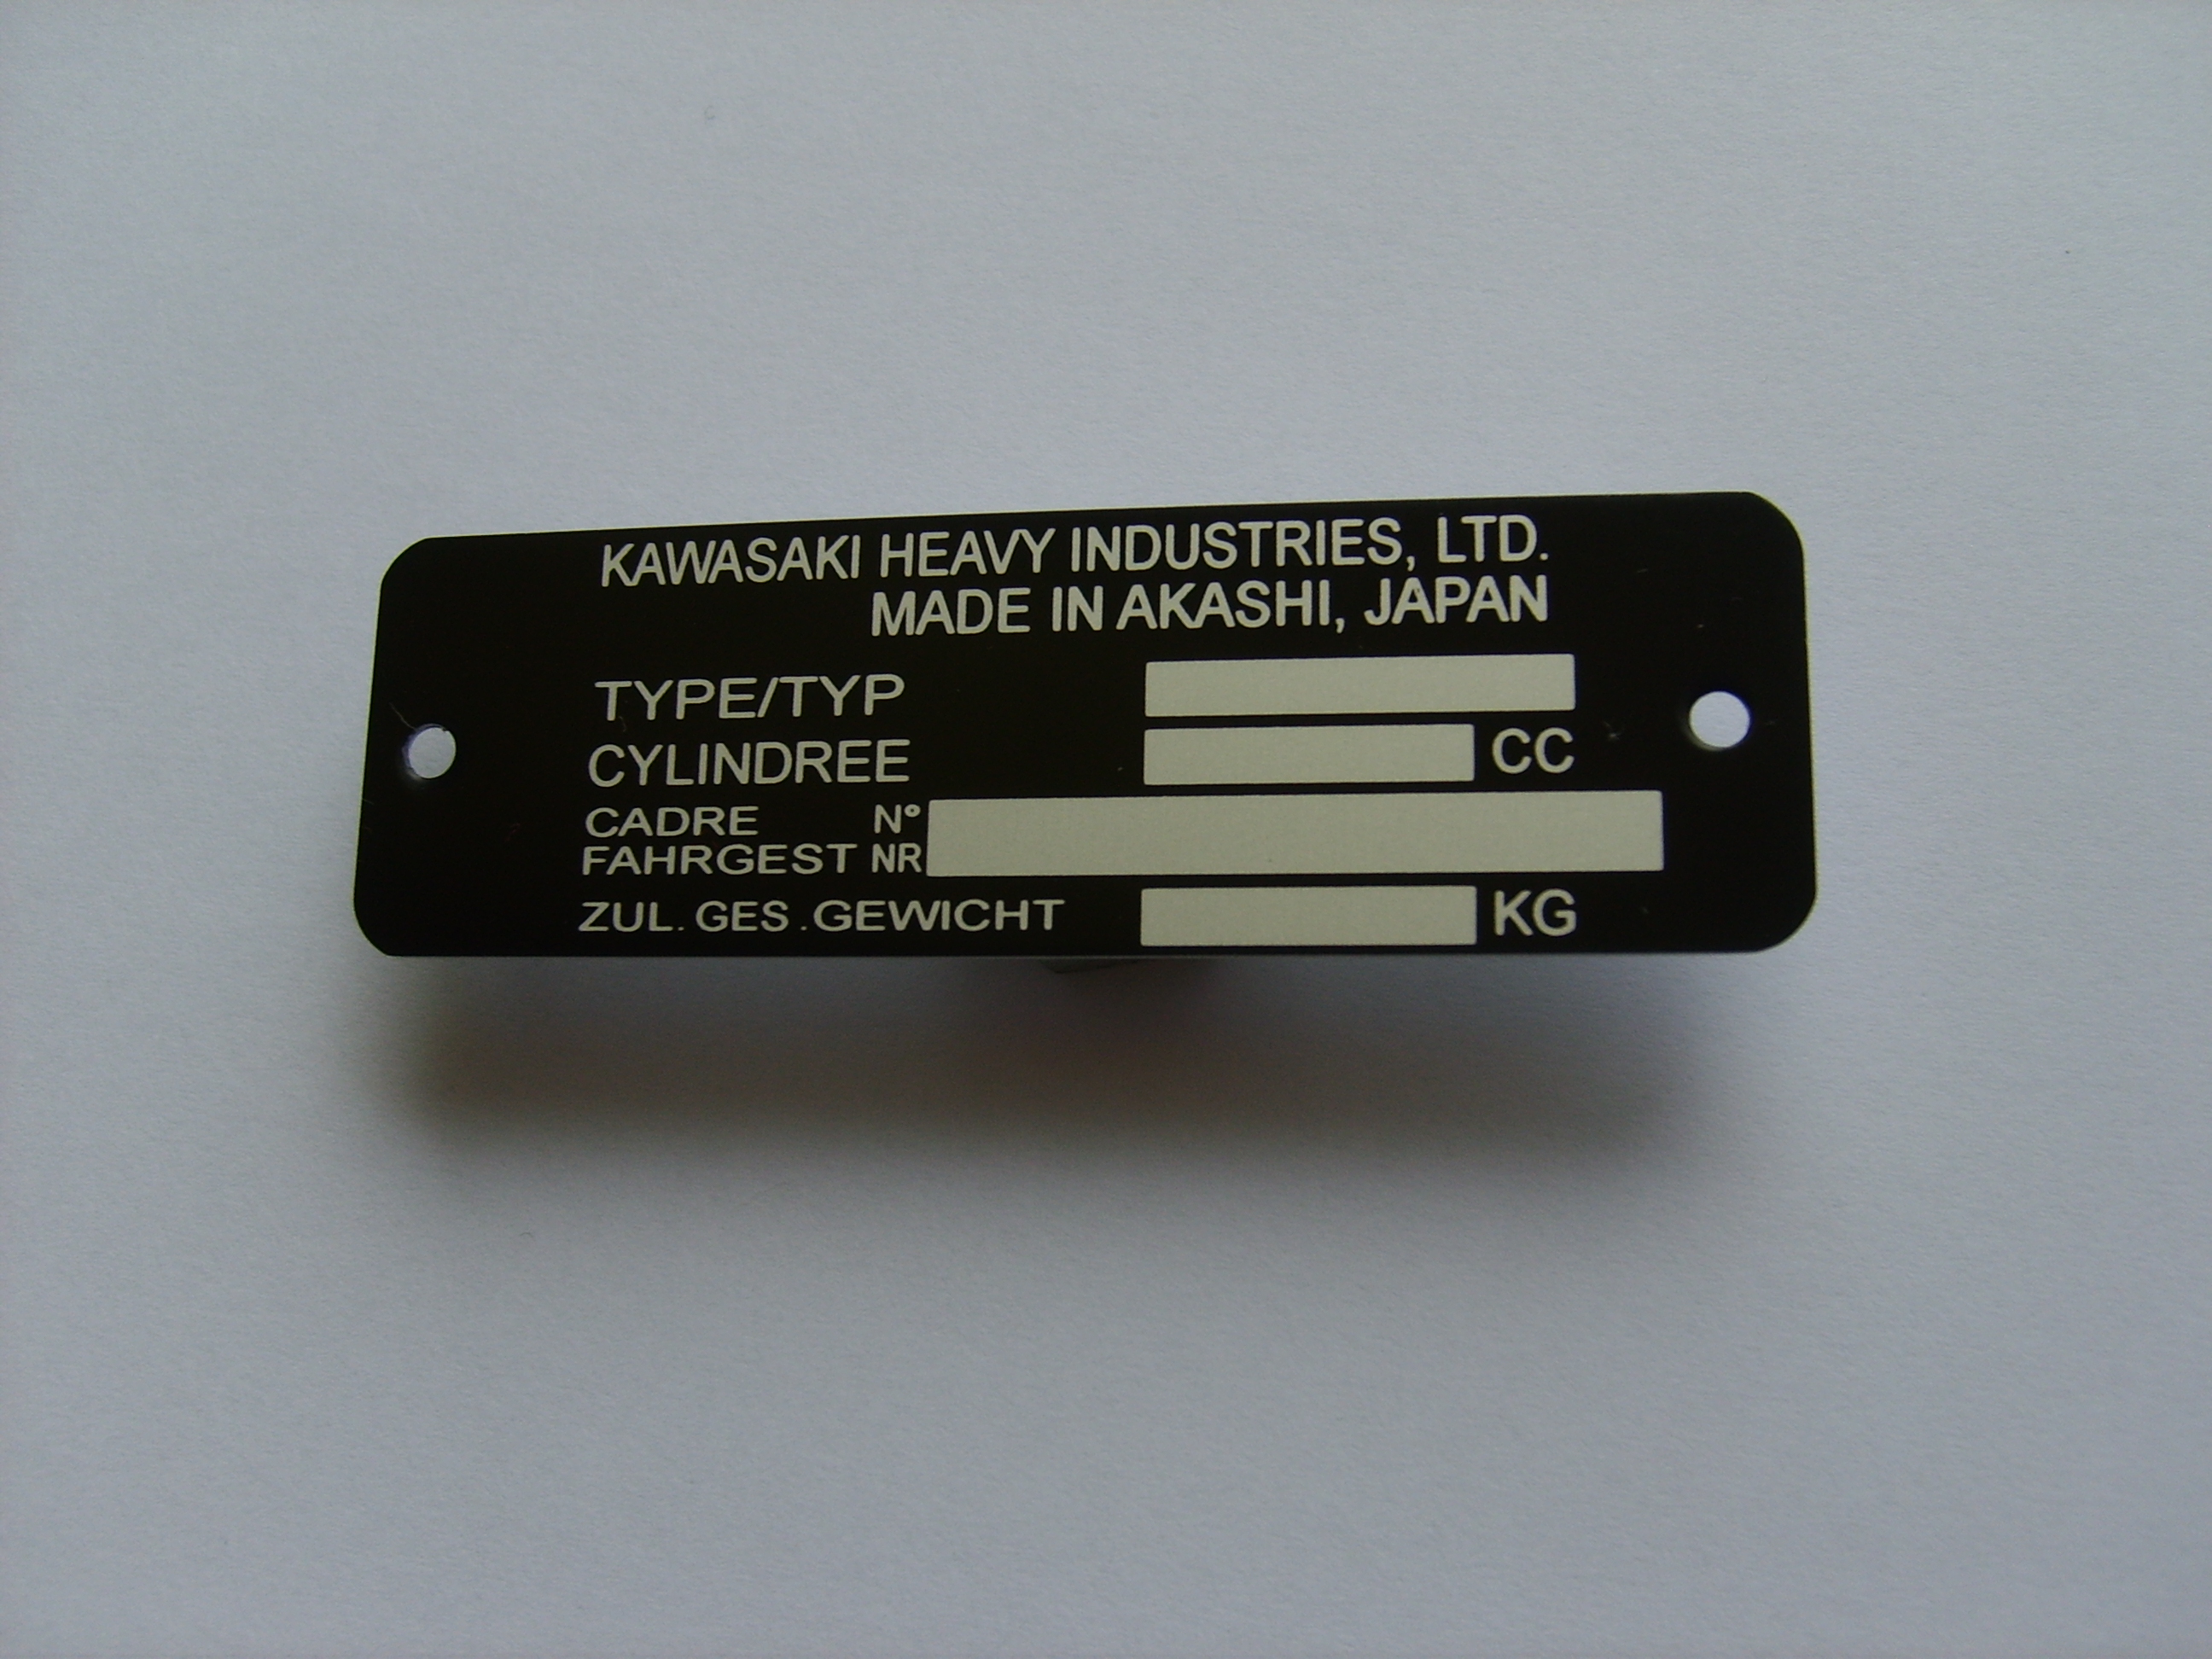 KAWASAKI HEAVY INDUSTRIES, LTD.
MADE IN AKASHI, JAPAN
TYPE/TYP
CYLINDREE CC
CADRE N°
FAHRGEST NR
ZUL. GES .GEWICHT KG